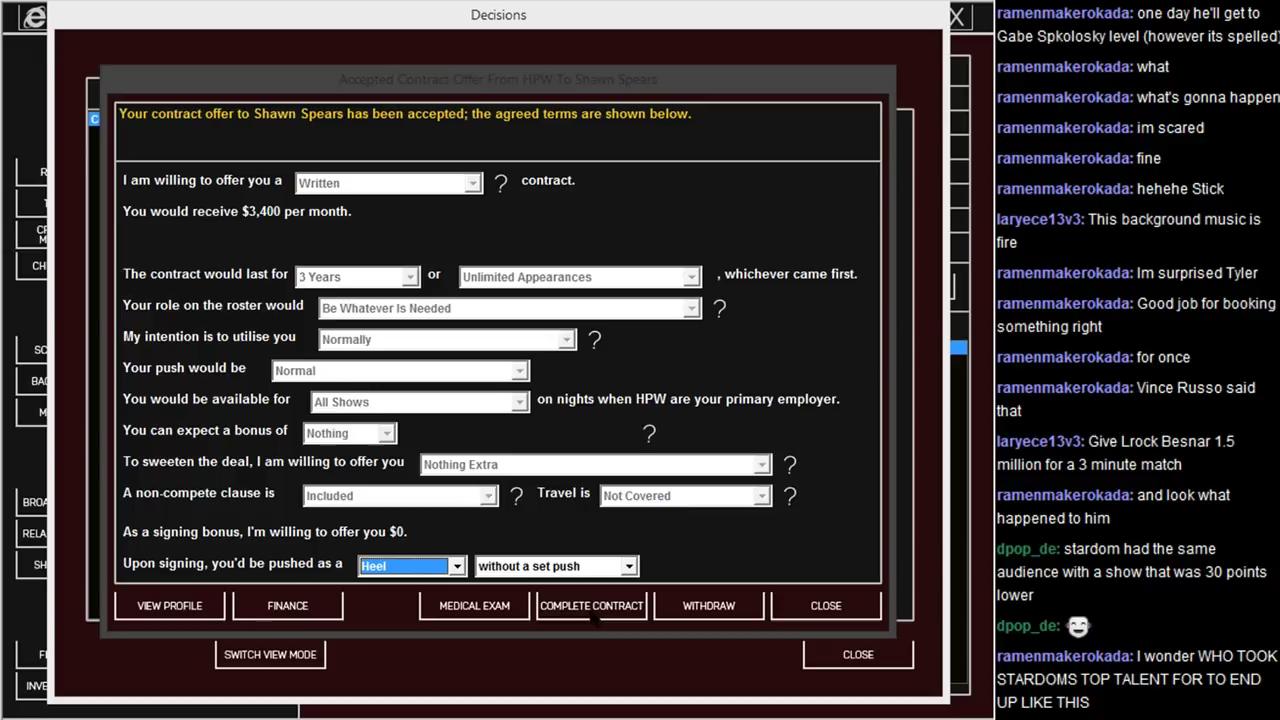 Decisions
X
Accepted Contract Offer From HPW To Shawn Spears
Your contract offer to Shawn Spears has been accepted; the agreed terms are shown below.
C
I am willing to offer you a Written ? contract.
You would receive $3,400 per month.
The contract would last for 3 Years or Unlimited Appearances , whichever came first.
Your role on the roster would Be Whatever Is Needed ?
My intention is to utilise you Normally ?
Your push would be Normal
You would be available for All Shows on nights when HPW are your primary employer.
You can expect a bonus of Nothing ?
To sweeten the deal, I am willing to offer you Nothing Extra ?
A non-compete clause is Included ? Travel is Not Covered ?
As a signing bonus, I'm willing to offer you $0.
Upon signing, you'd be pushed as a Heel without a set push
VIEW PROFILE FINANCE MEDICAL EXAM COMPLETE CONTRACT WITHDRAW CLOSE
SWITCH VIEW MODE CLOSE
R
T
CF
M
CH
SC
BAC
M
BROA
RELA
SH
FI
INVE
ramenmakerokada: one day he'll get to
Gabe Spkolosky level (however its spelled)
ramenmakerokada: what
ramenmakerokada: what's gonna happen
ramenmakerokada: im scared
ramenmakerokada: fine
ramenmakerokada: hehehe Stick
laryece13v3: This background music is
fire
ramenmakerokada: Im surprised Tyler
ramenmakerokada: Good job for booking
something right
ramenmakerokada: for once
ramenmakerokada: Vince Russo said
that
laryece13v3: Give Lrock Besnar 1.5
million for a 3 minute match
ramenmakerokada: and look what
happened to him
dpop_de: stardom had the same
audience with a show that was 30 points
lower
dpop_de:
ramenmakerokada: I wonder WHO TOOK
STARDOMS TOP TALENT FOR TO END
UP LIKE THIS